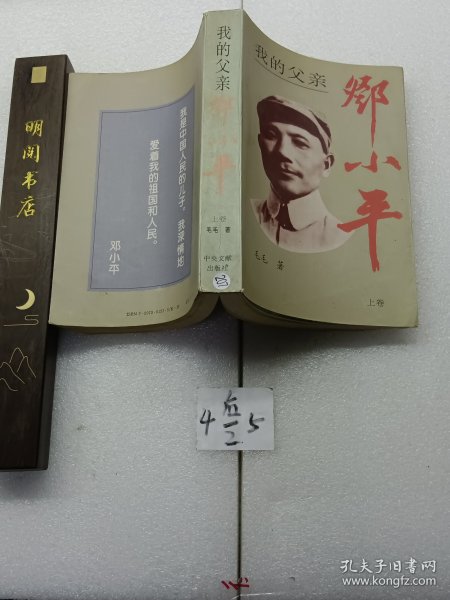 明阅书店
我是中国人民的儿子。我深情地
爱着我的祖国和人民。
邓小平
我的父亲
邓小平
上卷
毛毛 著
中央文献
出版社
我的父亲
邓小平
毛毛 著
上卷
4 5
孔夫子旧书网
www.kongfz.com